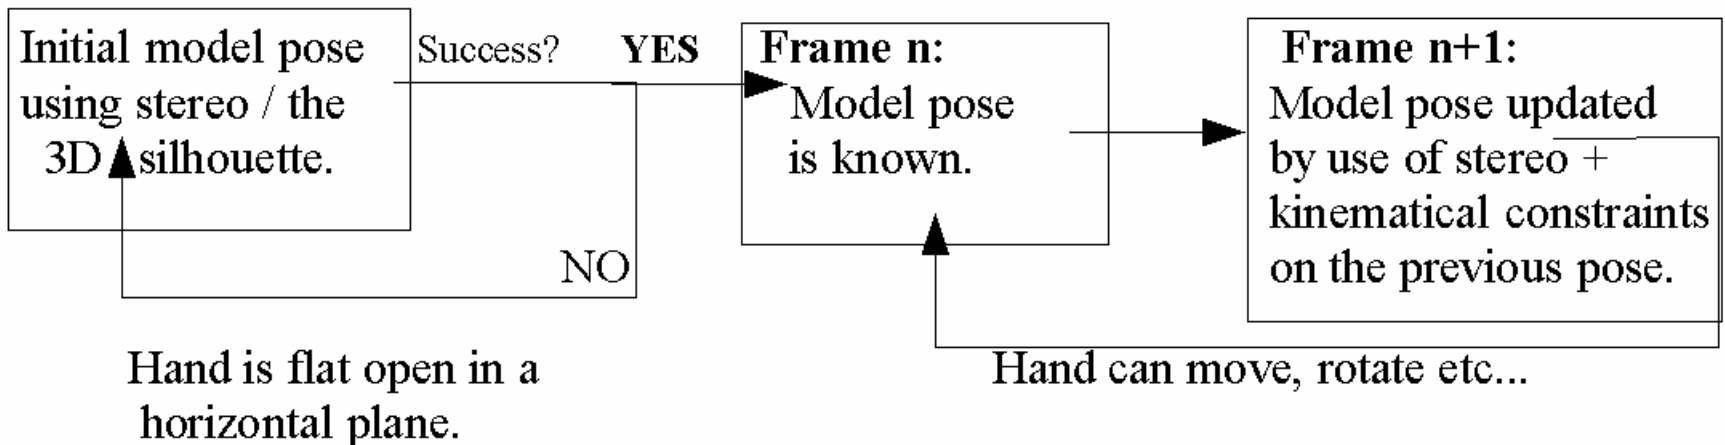 Initial model pose
using stereo / the
3D silhouette.
Success?
YES
NO
Frame n:
Model pose
is known.
Frame n+1:
Model pose updated
by use of stereo +
kinematical constraints
on the previous pose.
Hand is flat open in a
horizontal plane.
Hand can move, rotate etc...